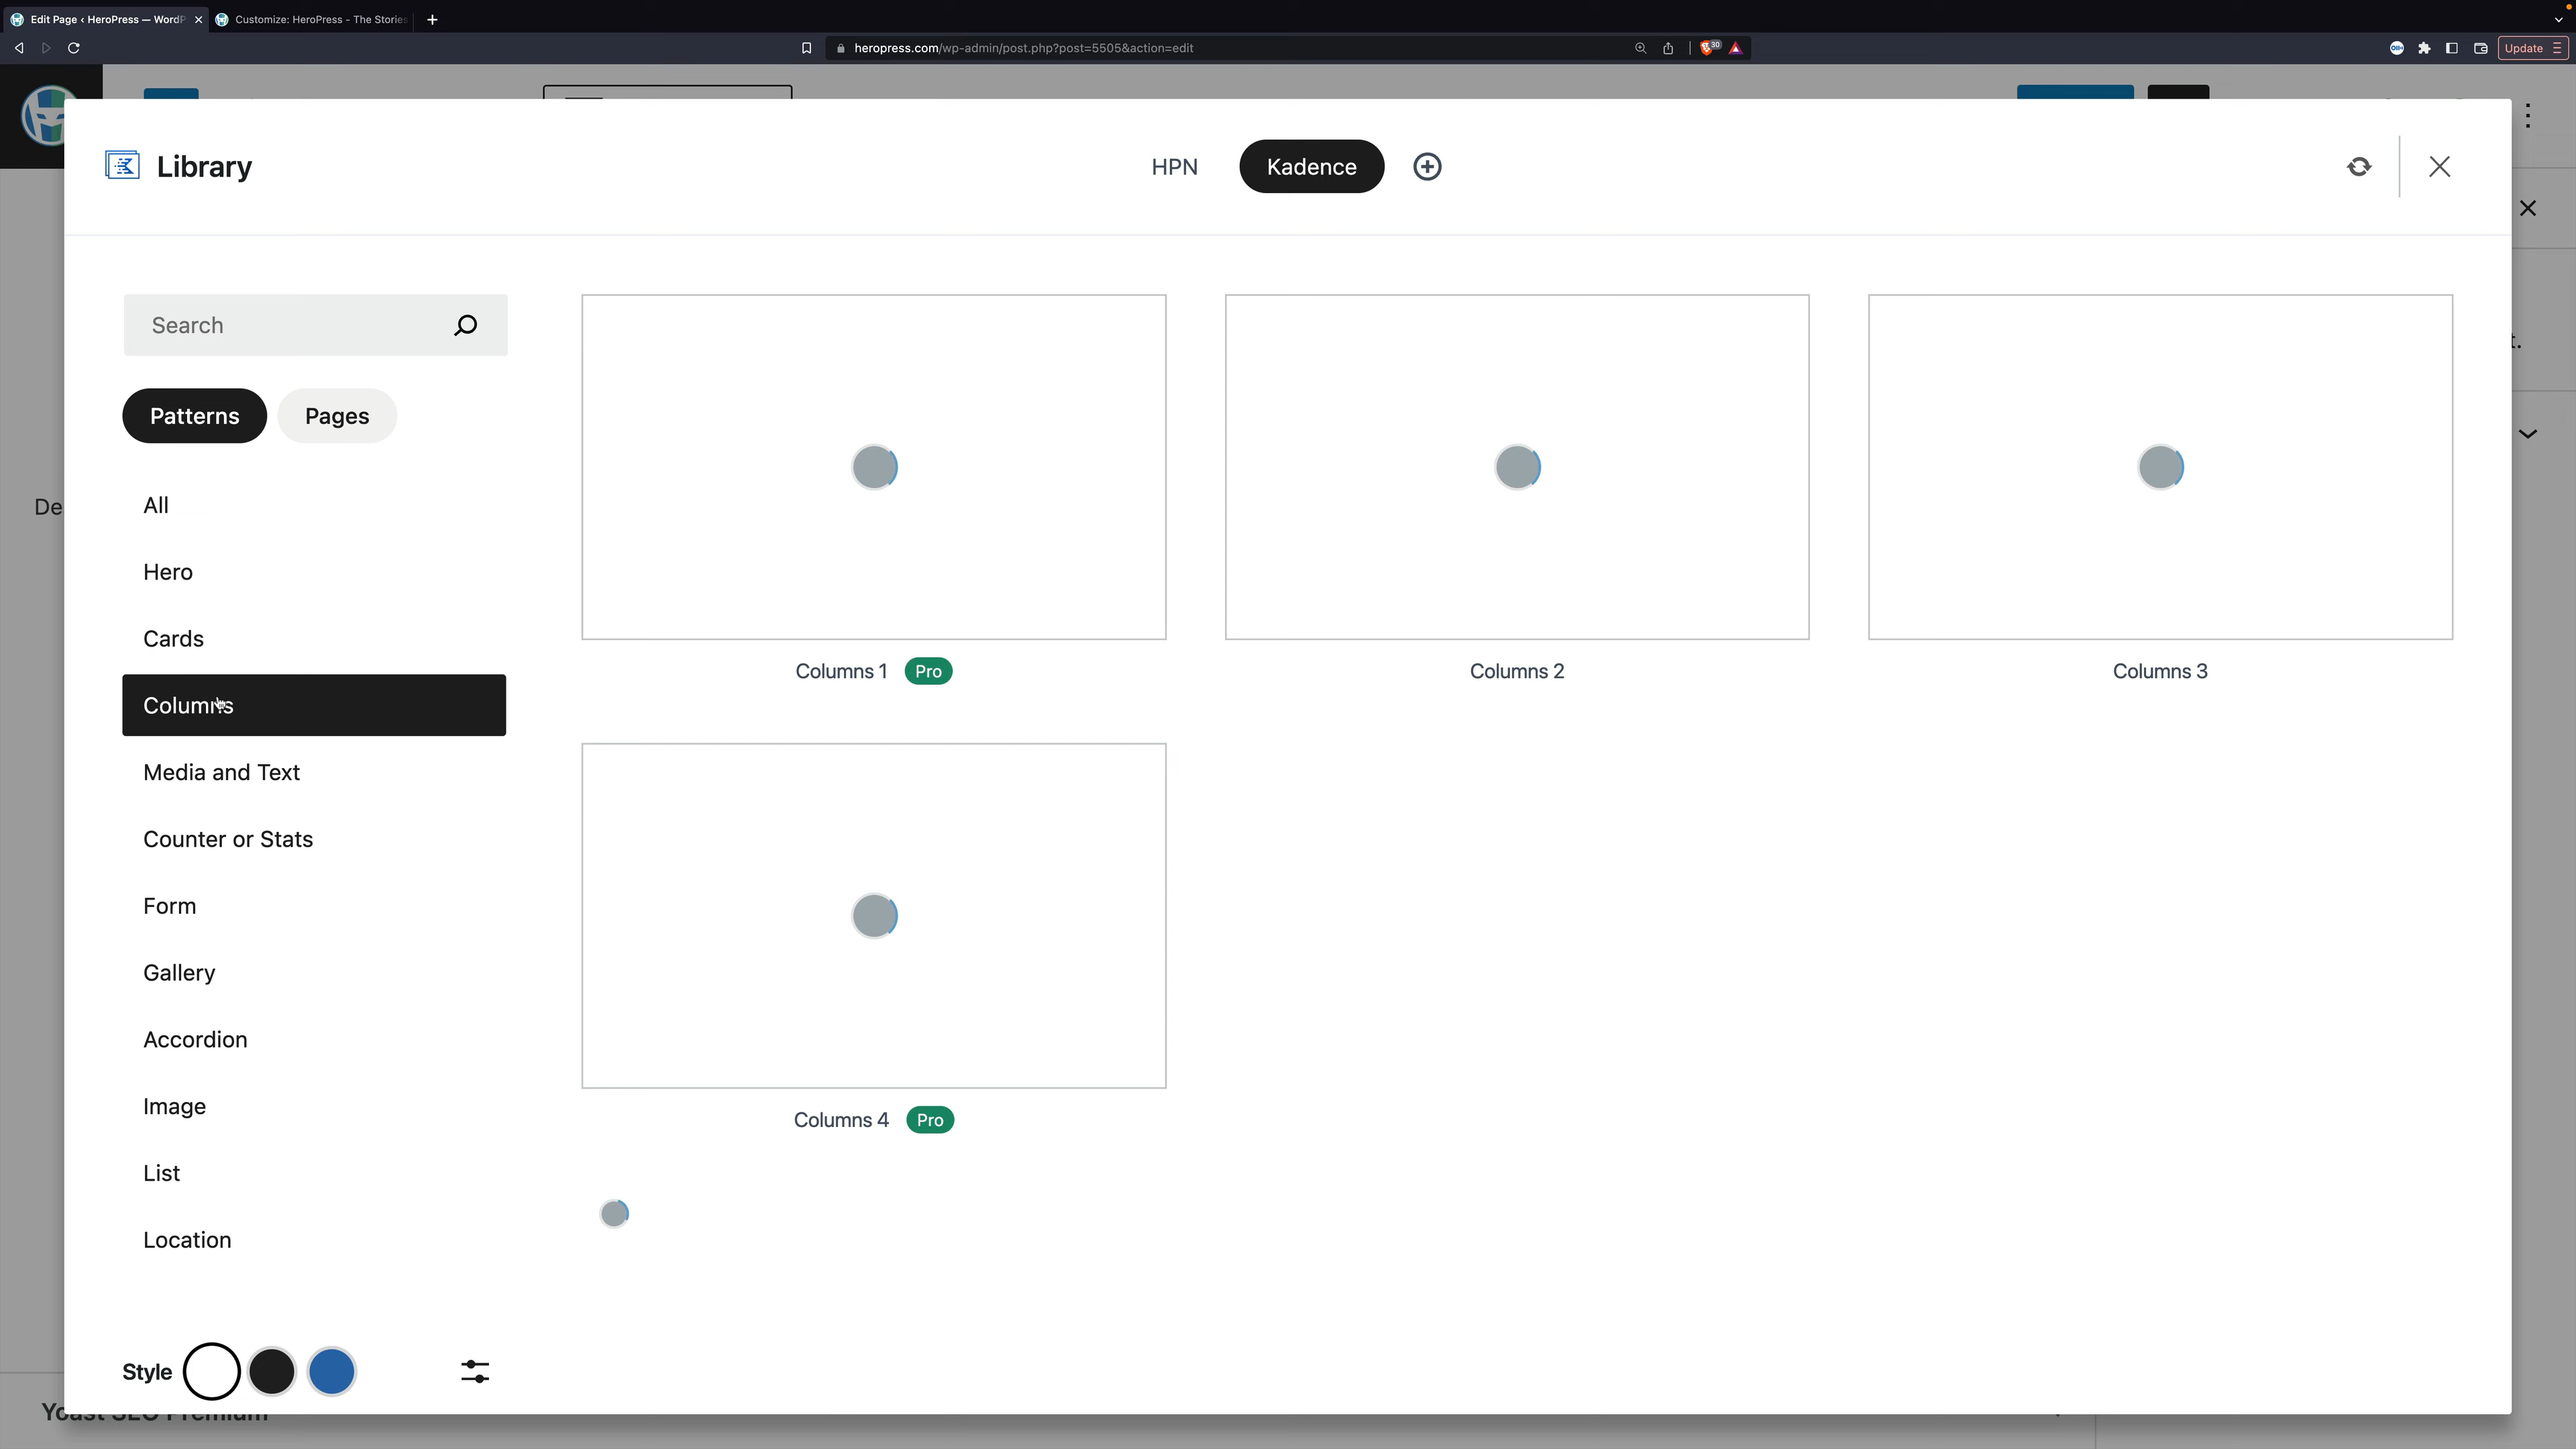 Edit Page ‹ HeroPress — WordP
Customize: HeroPress - The Stories
heropress.com/wp-admin/post.php?post=5505&action=edit
30
Update
Library
HPN
Kadence
Search
Patterns
Pages
t.
De
All
Hero
Cards
Columns
Media and Text
Counter or Stats
Form
Gallery
Accordion
Image
List
Location
Columns 1 Pro
Columns 2
Columns 3
Columns 4 Pro
Style
Yoast SEO Premium